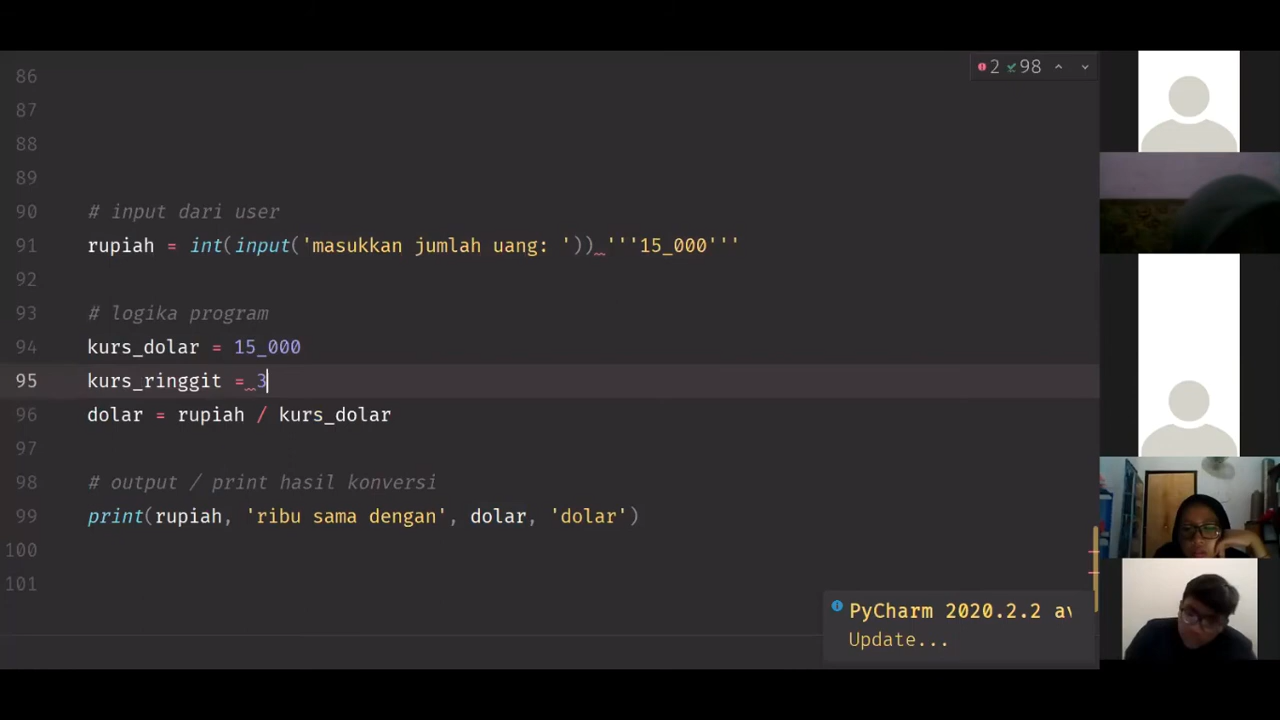 2 98
86
87
88
89
90 # input dari user
91 rupiah = int(input('masukkan jumlah uang: ')) '''15_000'''
92
93 # logika program
94 kurs_dolar = 15_000
95 kurs_ringgit = 3
96 dolar = rupiah / kurs_dolar
97
98 # output / print hasil konversi
99 print(rupiah, 'ribu sama dengan', dolar, 'dolar')
100
101
PyCharm 2020.2.2 av
Update...